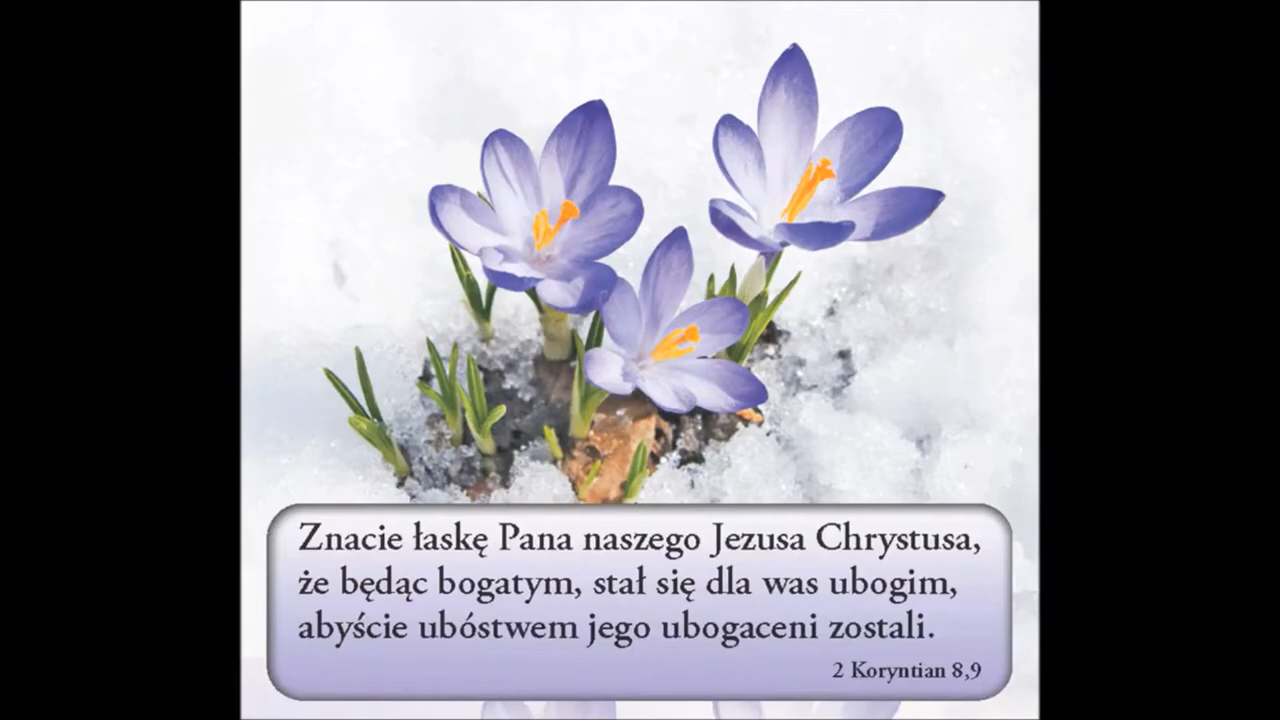 Znacie łaskę Pana naszego Jezusa Chrystusa,
że będąc bogatym, stał się dla was ubogim,
abyście ubóstwem jego ubogaceni zostali.
2 Koryntian 8,9